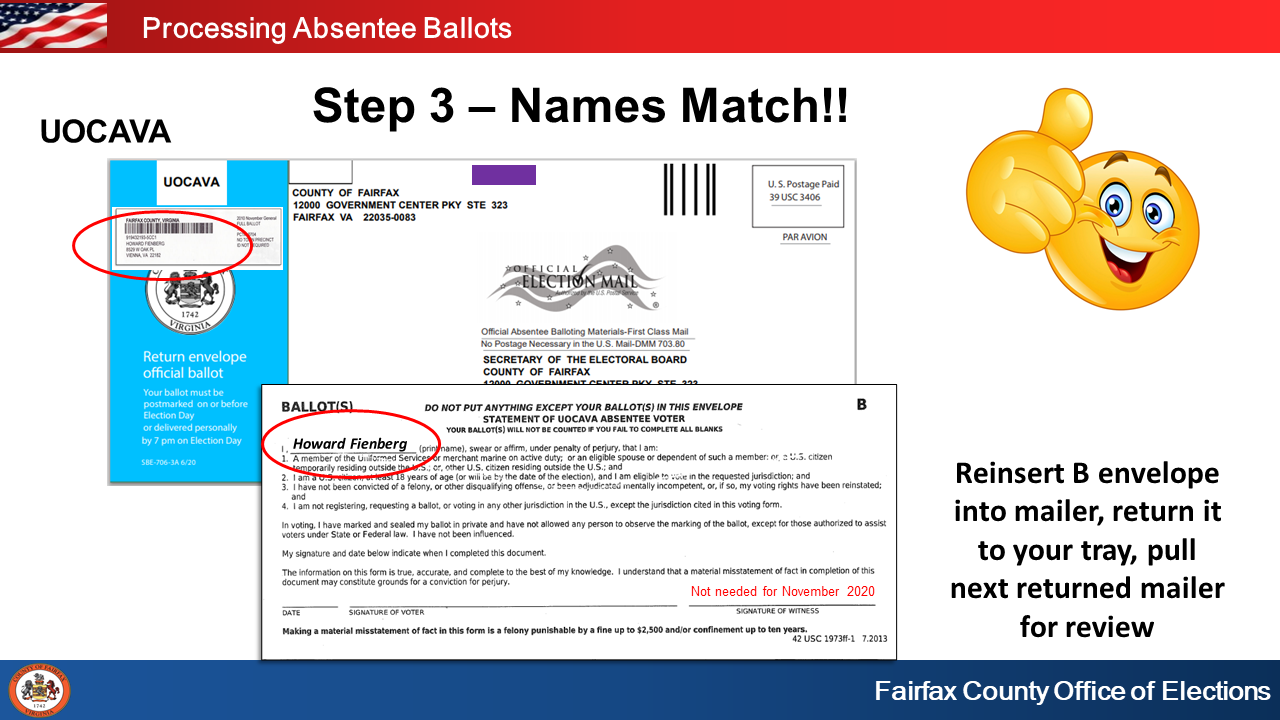 Processing Absentee Ballots
Step 3 – Names Match!!
UOCAVA
UOCAVA
FAIRFAX COUNTY, VIRGINIA
HOWARD FIENBERG
VIENNA, VA 22182
2016 November General
FULL BALLOT
NO TOWN PRECINCT
ID NOT REQUIRED
1742
VIRGINIA
Return envelope
official ballot
Your ballot must be
postmarked on or before
Election Day
or delivered personally
by 7 pm on Election Day
SBE-706-3A 6/20
COUNTY OF FAIRFAX
12000 GOVERNMENT CENTER PKY STE 323
FAIRFAX VA 22035-0083
U.S. Postage Paid
39 USC 3406
PAR AVION
OFFICIAL
ELECTION MAIL
Authorized by the U.S. Postal Service
®
Official Absentee Balloting Materials-First Class Mail
No Postage Necessary in the U.S. Mail-DMM 703.80
SECRETARY OF THE ELECTORAL BOARD
COUNTY OF FAIRFAX
12000 GOVERNMENT CENTER PKY STE 323
BALLOT(S) DO NOT PUT ANYTHING EXCEPT YOUR BALLOT(S) IN THIS ENVELOPE B
STATEMENT OF UOCAVA ABSENTEE VOTER
YOUR BALLOT(S) WILL NOT BE COUNTED IF YOU FAIL TO COMPLETE ALL BLANKS
I, Howard Fienberg (print name), swear or affirm, under penalty of perjury, that I am:
1. A member of the Uniformed Services or merchant marine on active duty; or an eligible spouse or dependent of such a member: or, a U.S. citizen
temporarily residing outside the U.S.; or, other U.S. citizen residing outside the U.S.; and
2. I am a U.S. citizen, at least 18 years of age (or will be by the date of the election), and I am eligible to vote in the requested jurisdiction; and
3. I have not been convicted of a felony, or other disqualifying offense, or been adjudicated mentally incompetent, or, if so, my voting rights have been reinstated;
and
4. I am not registering, requesting a ballot, or voting in any other jurisdiction in the U.S., except the jurisdiction cited in this voting form.
In voting, I have marked and sealed my ballot in private and have not allowed any person to observe the marking of the ballot, except for those authorized to assist
voters under State or Federal law. I have not been influenced.
My signature and date below indicate when I completed this document.
The information on this form is true, accurate, and complete to the best of my knowledge. I understand that a material misstatement of fact in completion of this
document may constitute grounds for a conviction for perjury.
Not needed for November 2020
DATE SIGNATURE OF VOTER SIGNATURE OF WITNESS
Making a material misstatement of fact in this form is a felony punishable by a fine up to $2,500 and/or confinement up to ten years.
42 USC 1973ff-1 7.2013
Reinsert B envelope
into mailer, return it
to your tray, pull
next returned mailer
for review
COUNTY OF FAIRFAX
1742
VIRGINIA
Fairfax County Office of Elections